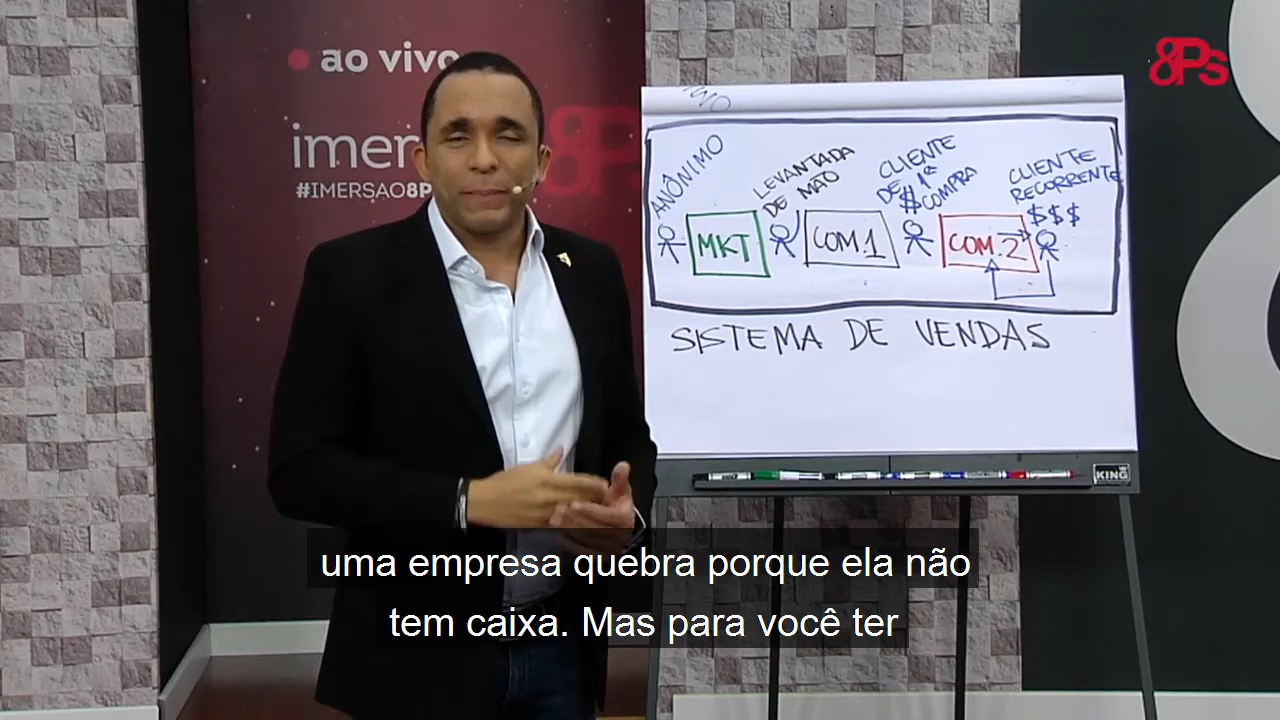 ao vivo
8Ps
imer
#IMERSAO8P
8Ps
ANÔNIMO
LEVANTADA
DE MÃO
CLIENTE
DE 1ª
$ COMPRA
CLIENTE
RECORRENTE
$$$
MKT
COM.1
COM.2
SISTEMA DE VENDAS
KING
uma empresa quebra porque ela não
tem caixa. Mas para você ter